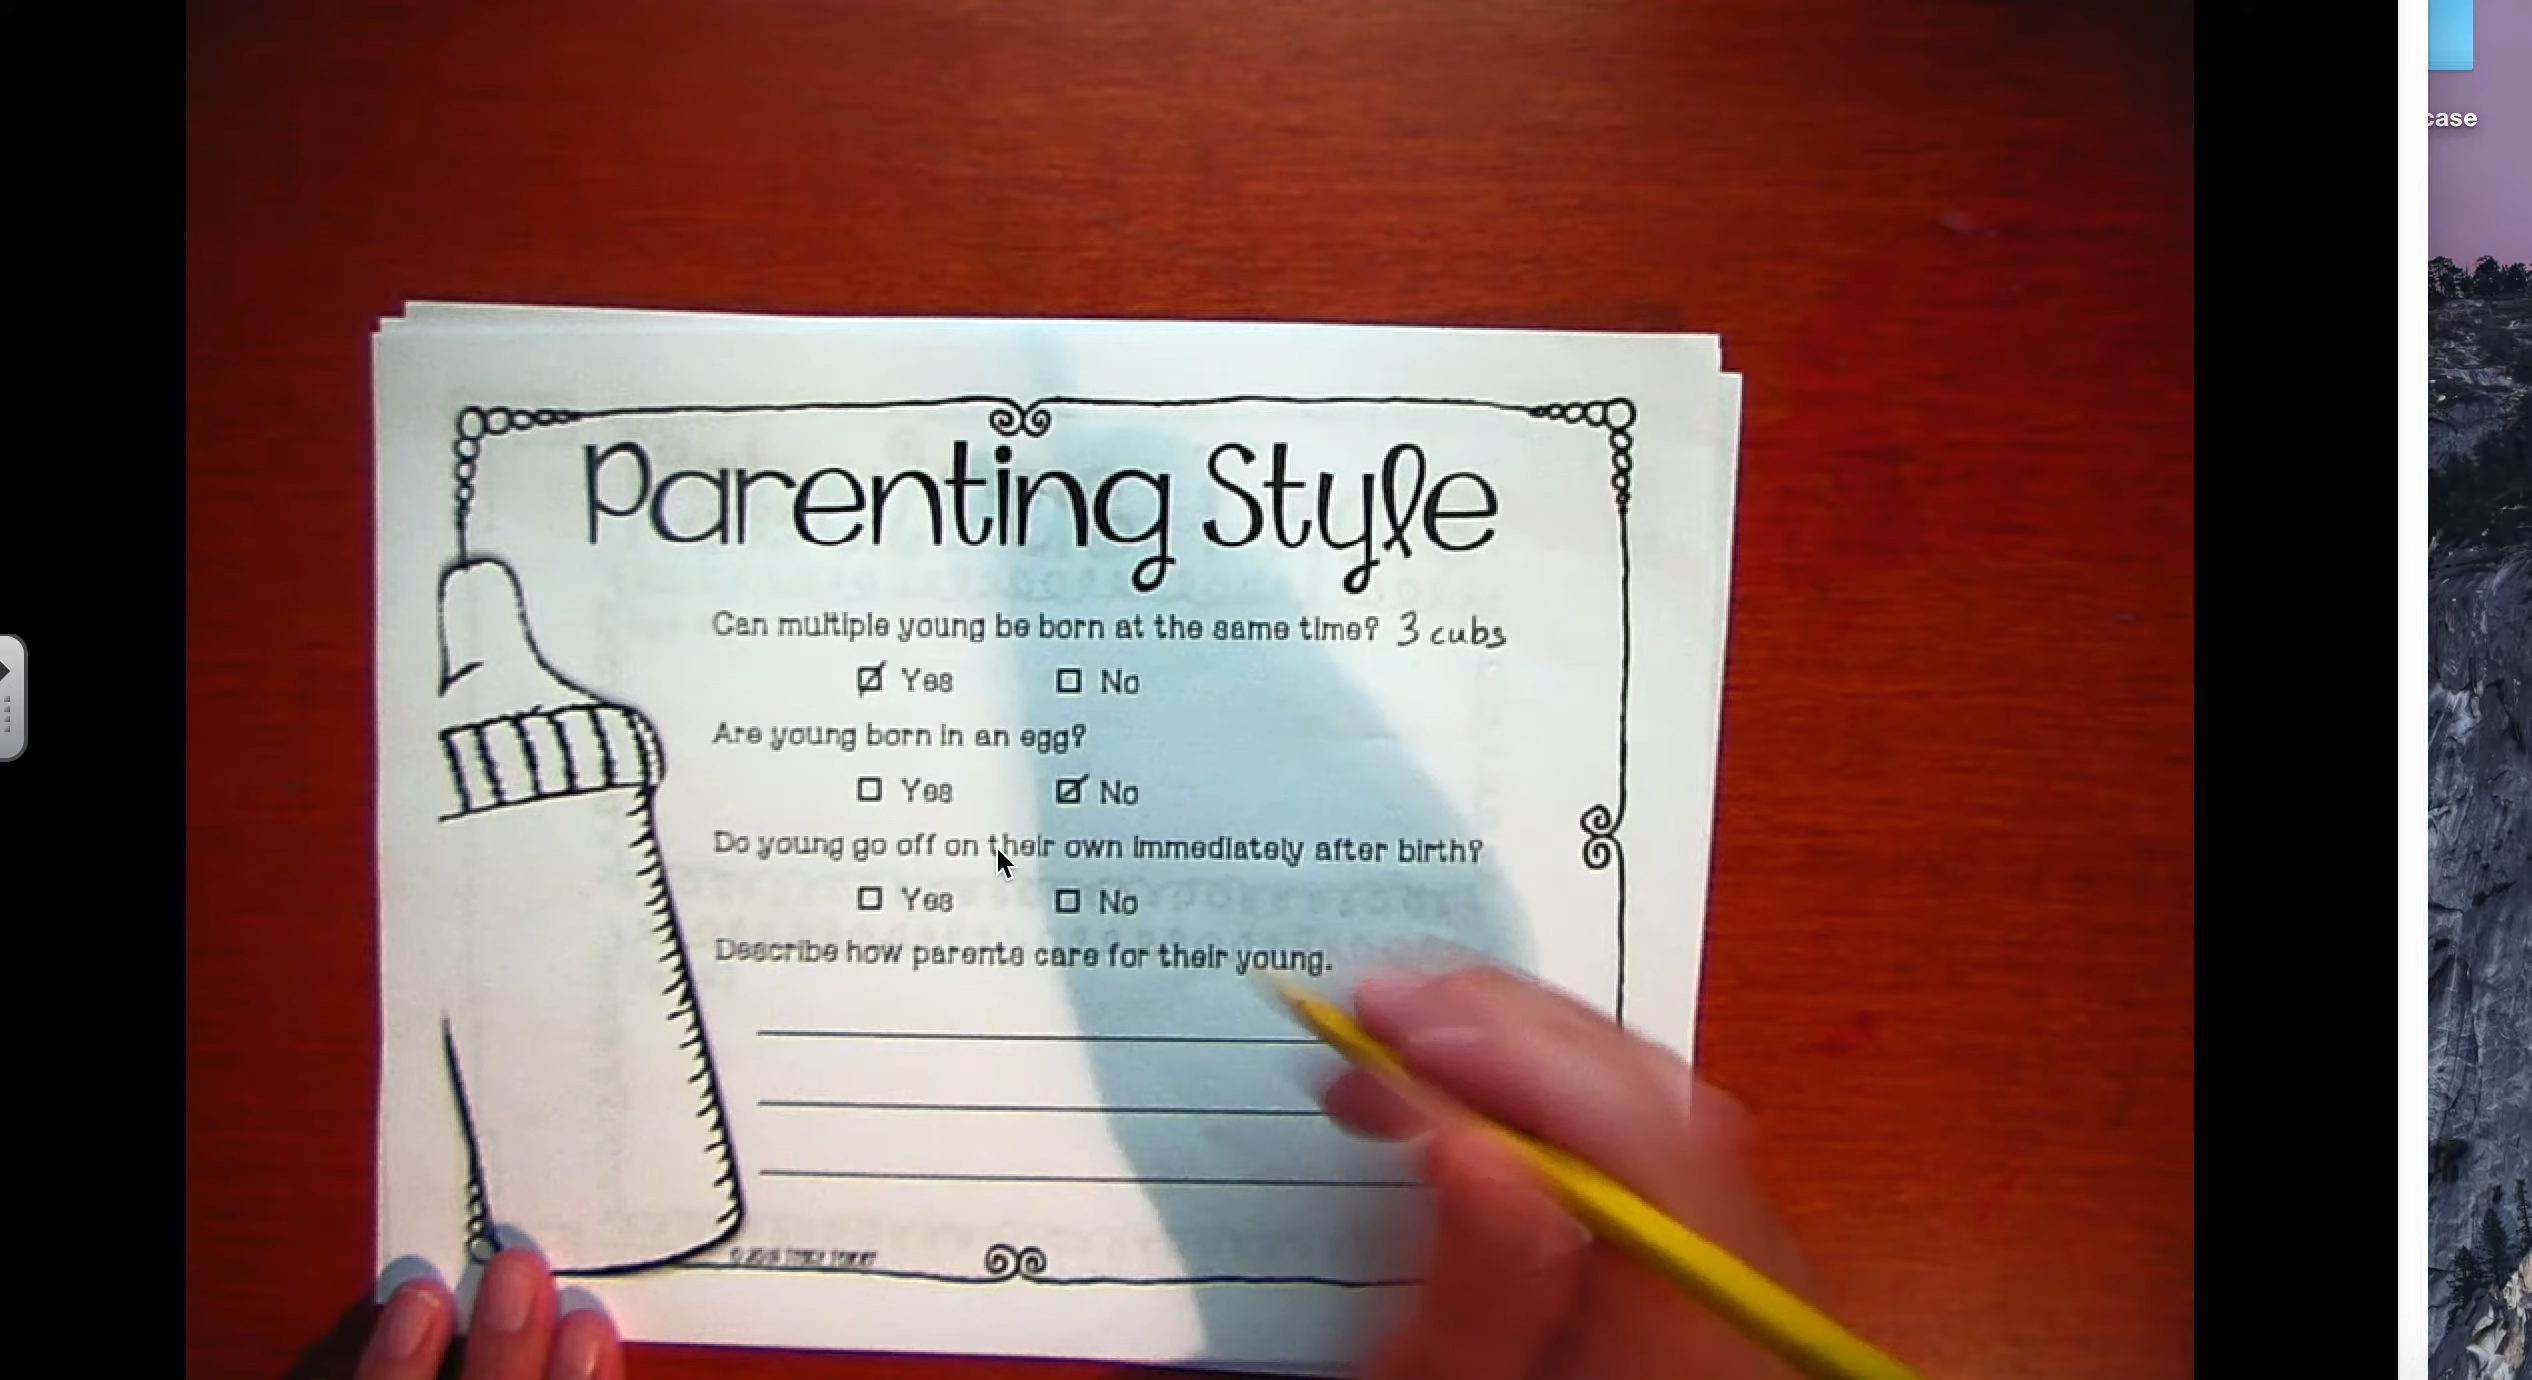 case
Parenting Style
Can multiple young be born at the same time? 3 cubs
Yes No
Are young born in an egg?
Yes No
Do young go off on their own immediately after birth?
Yes No
Describe how parents care for their young.